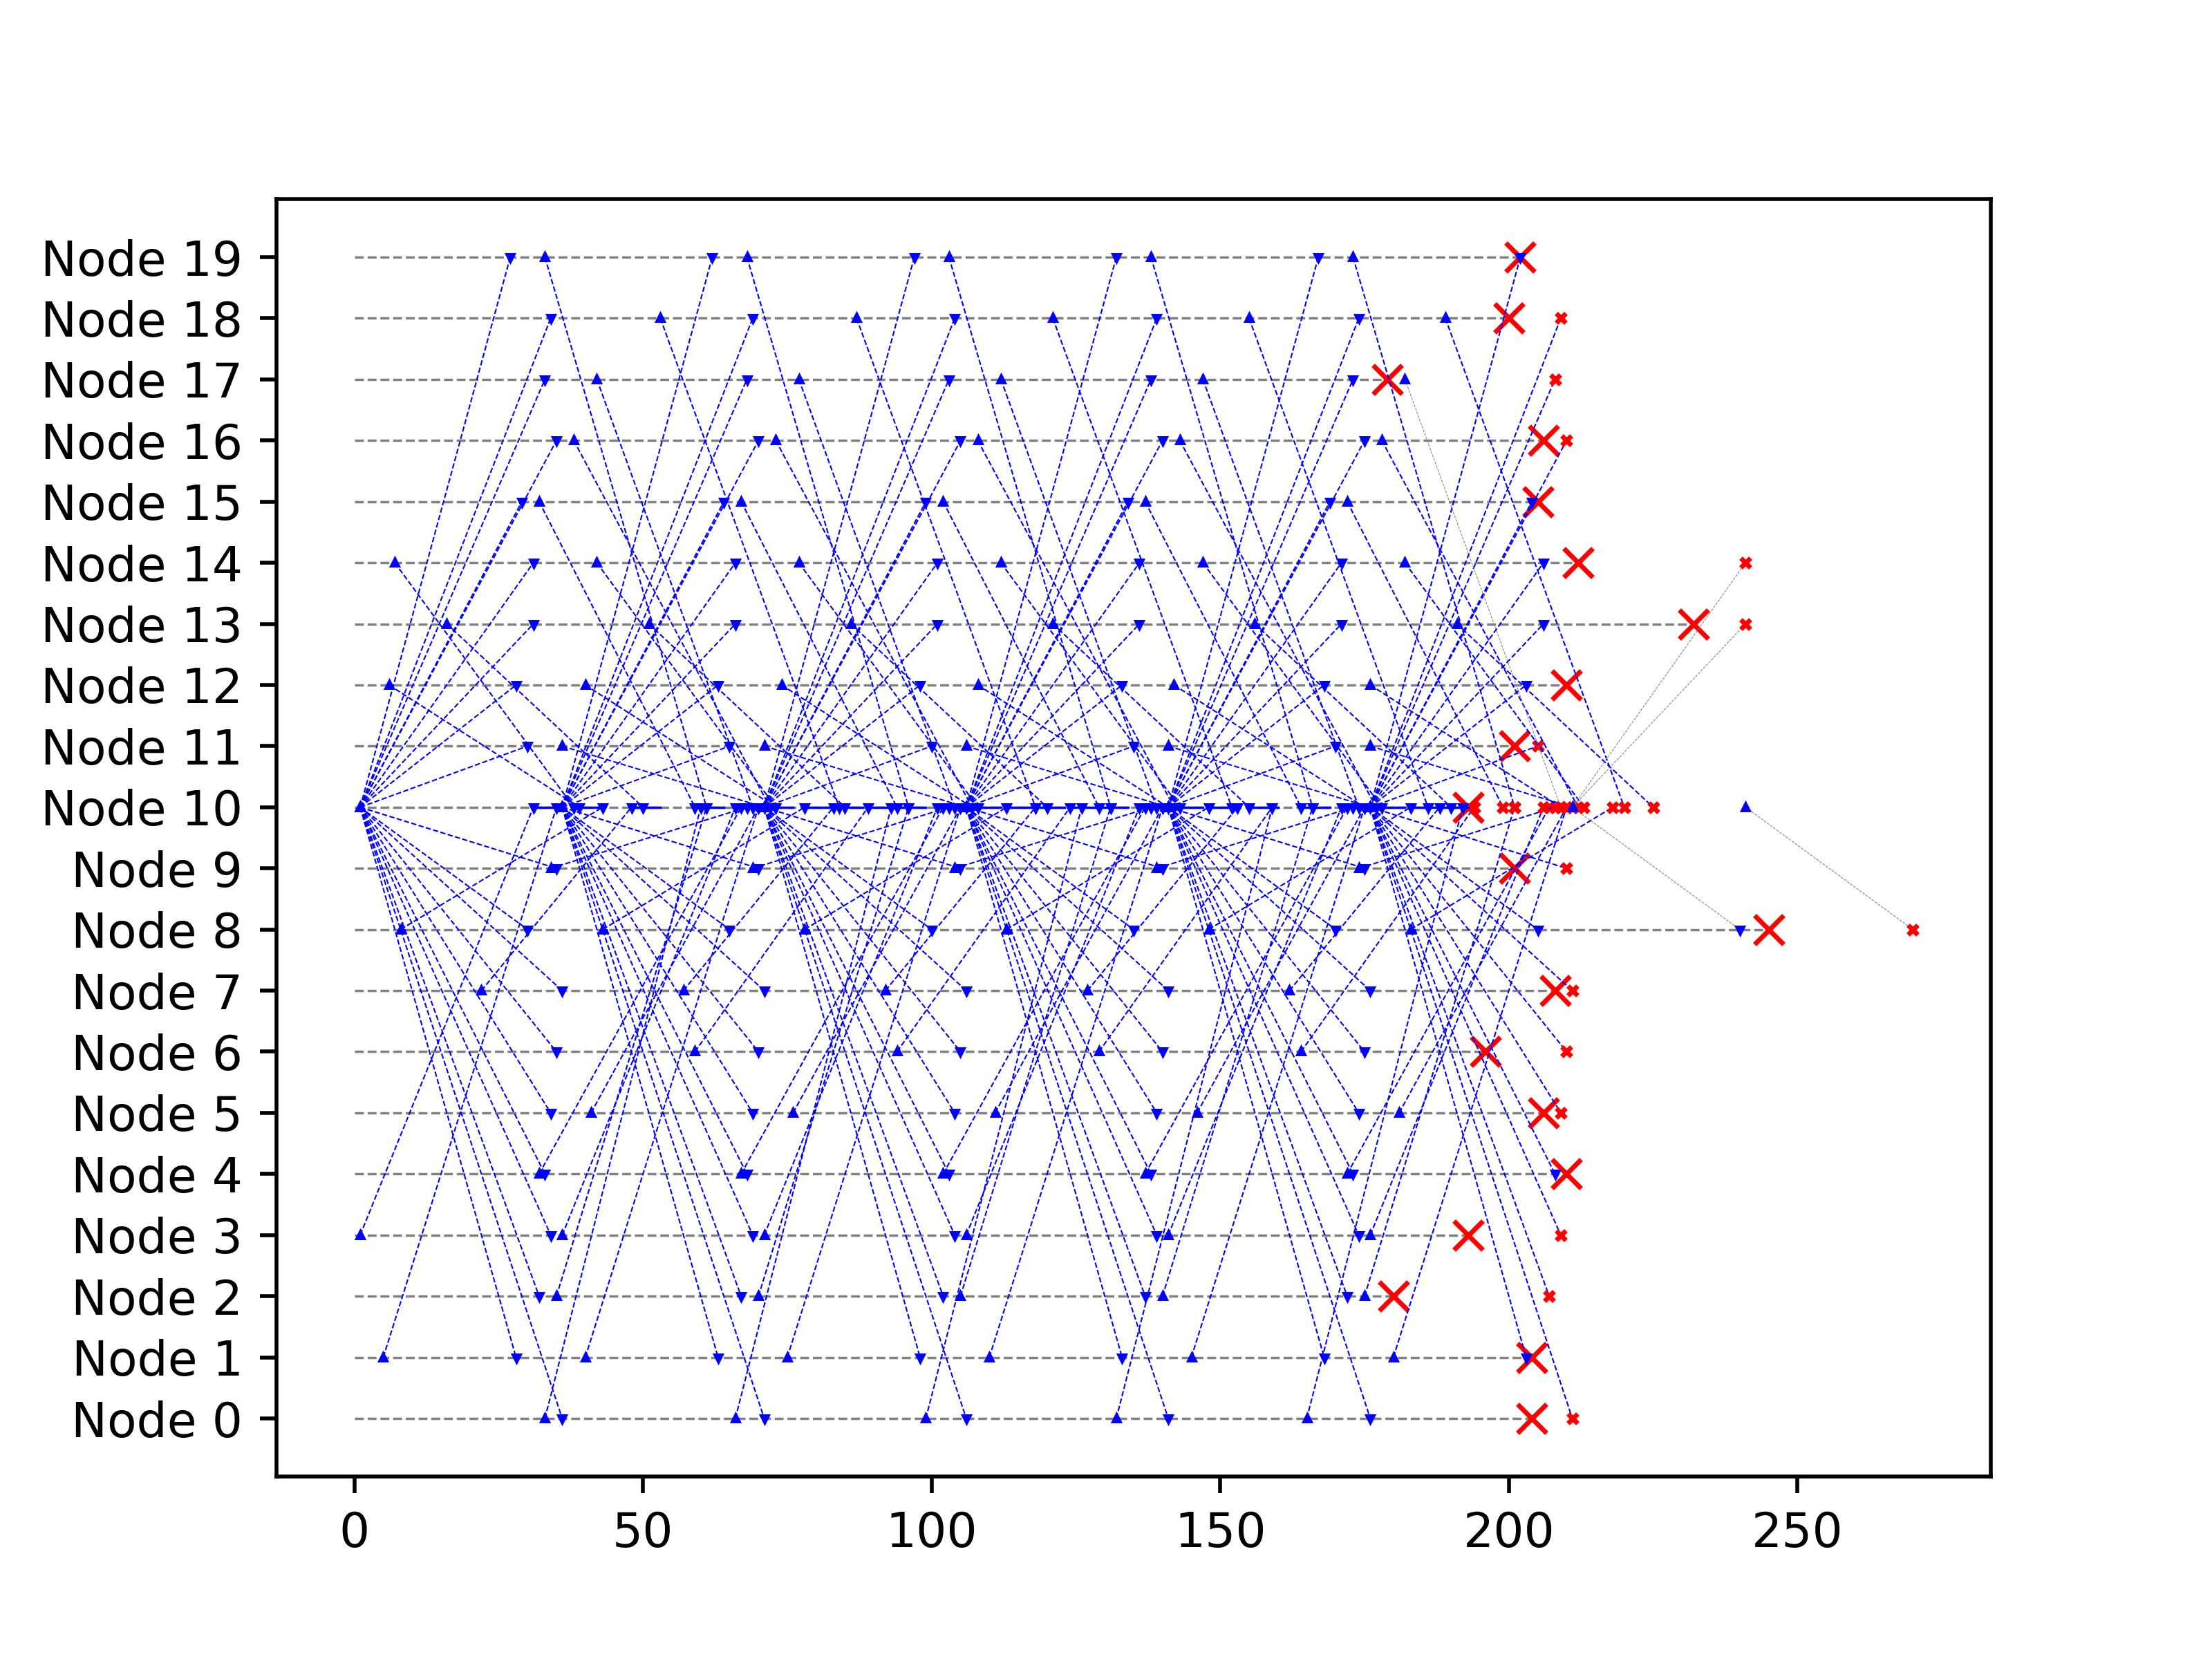 Node 19
Node 18
Node 17
Node 16
Node 15
Node 14
Node 13
Node 12
Node 11
Node 10
Node 9
Node 8
Node 7
Node 6
Node 5
Node 4
Node 3
Node 2
Node 1
Node 0
0 50 100 150 200 250